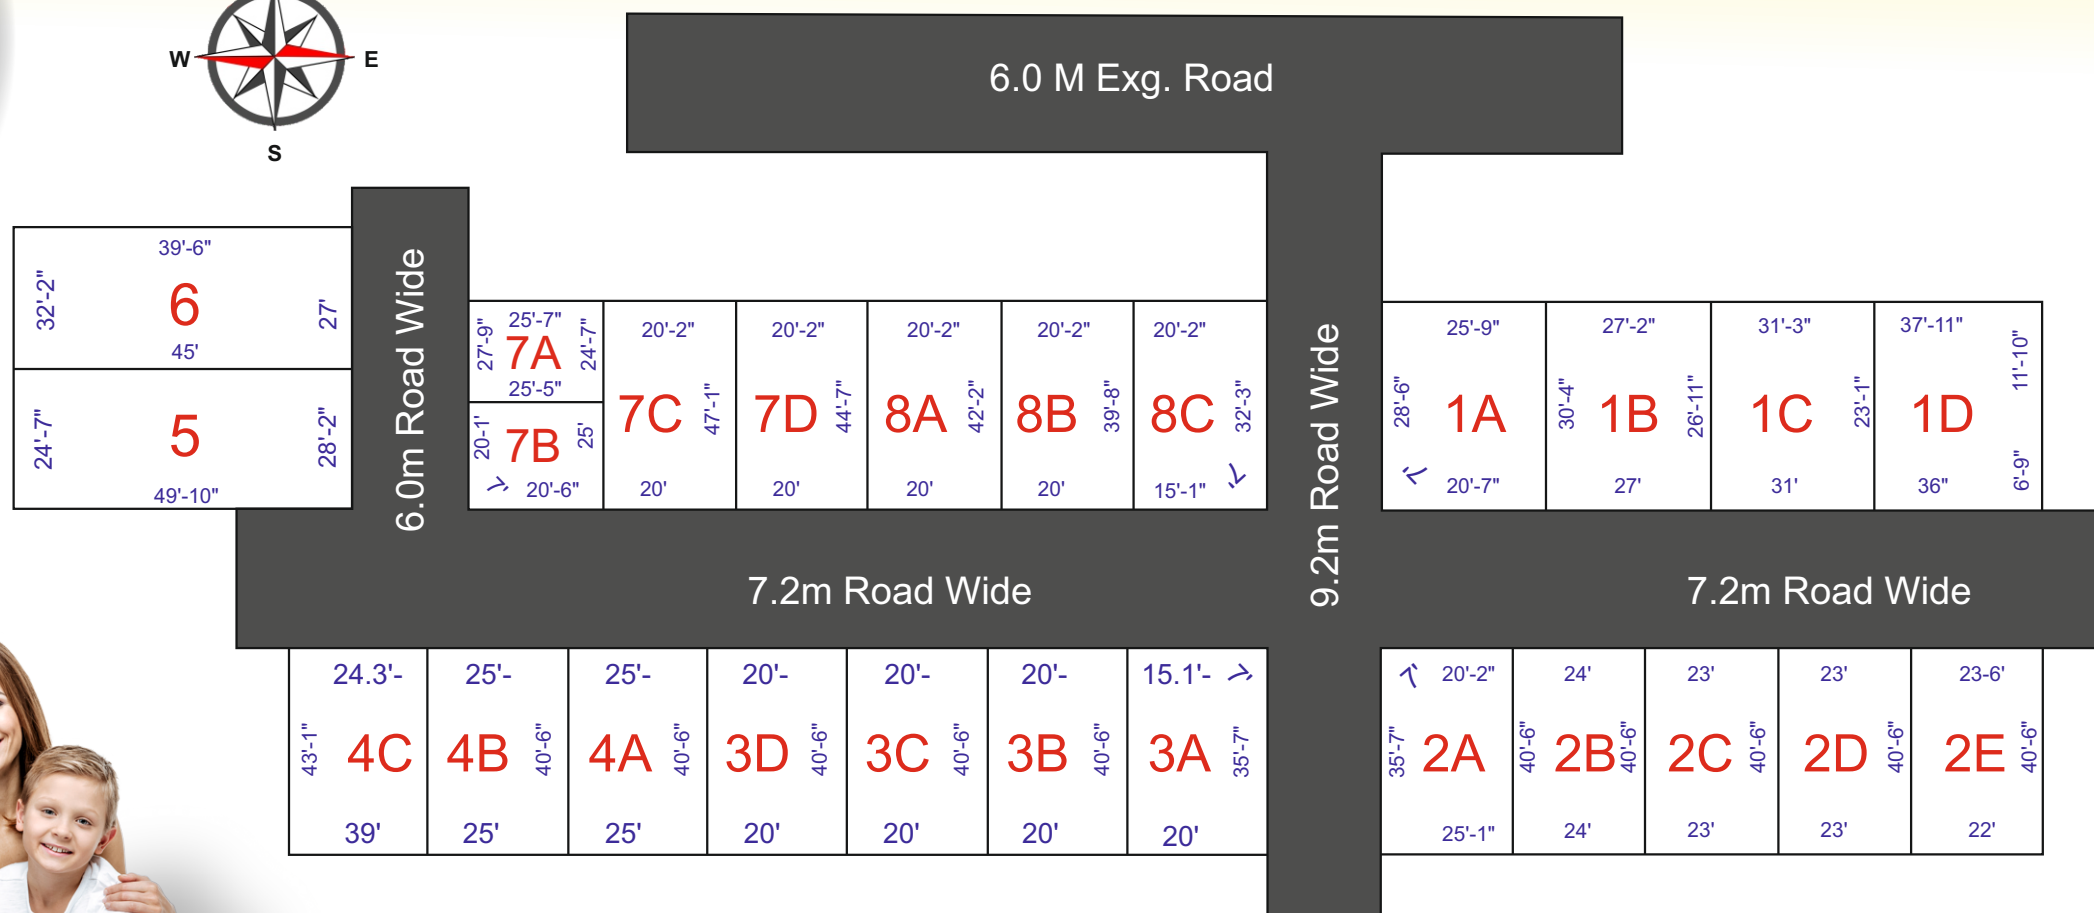 W
E
S
6.0 M Exg. Road
39'-6"
32'-2"
6
27'
45'
24'-7"
5
28'-2"
49'-10"
6.0m Road Wide
25'-7"
27'-9"
7A
24'-7"
25'-5"
20-1'
7B
25'
7'
20'-6"
20'-2"
7C
47'-1"
20'
20'-2"
7D
44'-7"
20'
20'-2"
8A
42'-2"
20'
20'-2"
8B
39'-8"
20'
20'-2"
8C
32'-3"
15'-1"
7'
9.2m Road Wide
25'-9"
28'-6"
1A
7'
20'-7"
27'-2"
30'-4"
1B
26'-11"
27'
31'-3"
1C
23'-1"
31'
37'-11"
11'-10"
1D
6'-9"
36"
7.2m Road Wide
7.2m Road Wide
24.3'-
43'-1"
4C
39'
25'-
4B
40'-6"
25'
25'-
4A
40'-6"
25'
20'-
3D
40'-6"
20'
20'-
3C
40'-6"
20'
20'-
3B
40'-6"
20'
15.1'-
7'
3A
35'-7"
20'
7'
20'-2"
35'-7"
2A
25'-1"
24'
40'-6"
2B
40'-6"
24'
23'
2C
40'-6"
23'
23'
2D
40'-6"
23'
23-6'
2E
40'-6"
22'